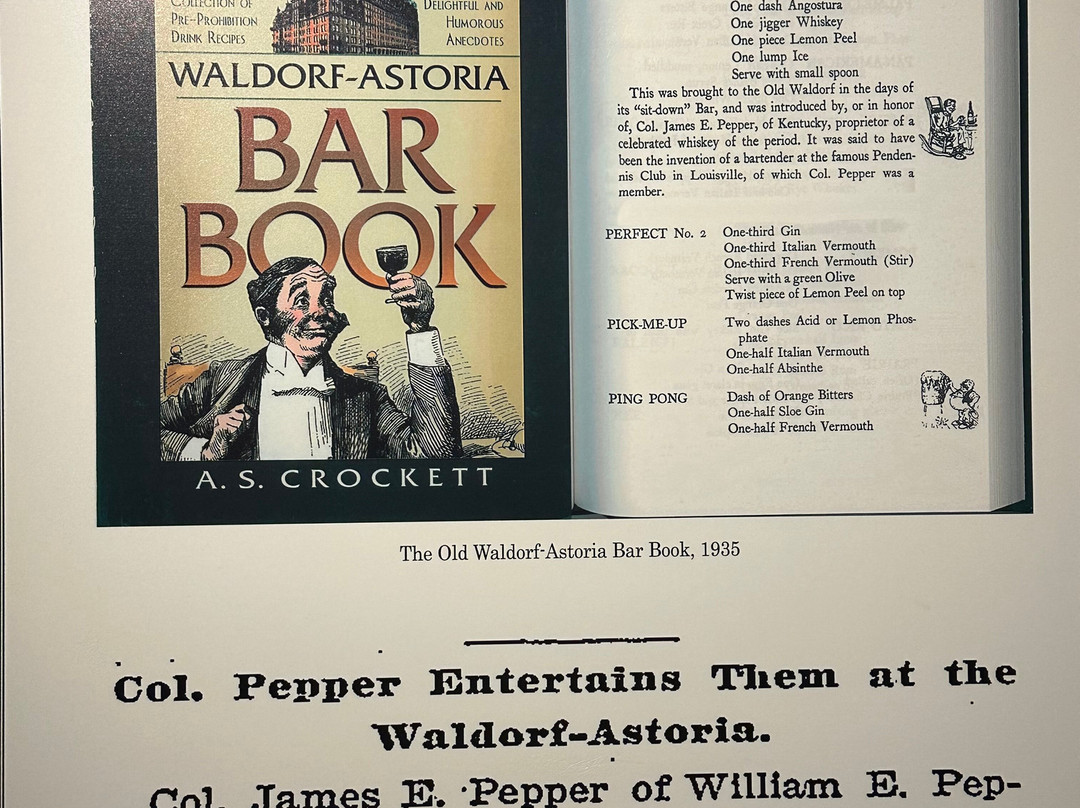 COLLECTION OF
PRE-PROHIBITION
DRINK RECIPES
DELIGHTFUL AND
HUMOROUS
ANECDOTES
WALDORF-ASTORIA
BAR
BOOK
A. S. CROCKETT
One dash Angostura
One jigger Whiskey
One piece Lemon Peel
One lump Ice
Serve with small spoon
This was brought to the Old Waldorf in the days of
its "sit-down" Bar, and was introduced by, or in honor
of, Col. James E. Pepper, of Kentucky, proprietor of a
celebrated whiskey of the period. It was said to have
been the invention of a bartender at the famous Penden-
nis Club in Louisville, of which Col. Pepper was a
member.
PERFECT No. 2 One-third Gin
One-third Italian Vermouth
One-third French Vermouth (Stir)
Serve with a green Olive
Twist piece of Lemon Peel on top
PICK-ME-UP Two dashes Acid or Lemon Phos-
phate
One-half Italian Vermouth
One-half Absinthe
PING PONG Dash of Orange Bitters
One-half Sloe Gin
One-half French Vermouth
The Old Waldorf-Astoria Bar Book, 1935
Col. Pepper Entertains Them at the
Waldorf-Astoria.
Col. James E. Pepper of William E. Pep-